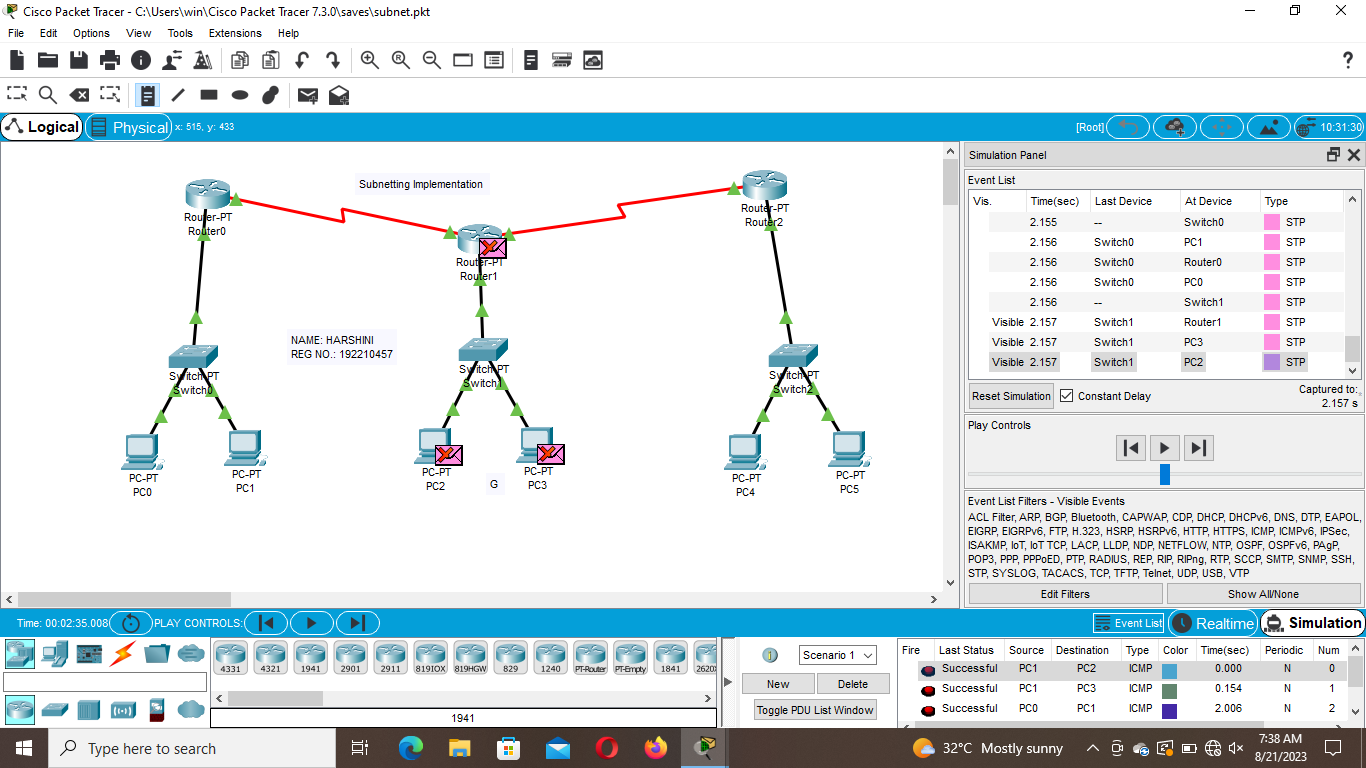 Cisco Packet Tracer - C:\Users\win\Cisco Packet Tracer 7.3.0\saves\subnet.pkt
File Edit Options View Tools Extensions Help
Logical Physical x: 515, y: 433 [Root] 10:31:30
Subnetting Implementation
Router-PT
Router0
Router-PT
Router1
Router-PT
Router2
NAME: HARSHINI
REG NO.: 192210457
Switch-PT
Switch0
Switch-PT
Switch1
Switch-PT
Switch2
PC-PT
PC0
PC-PT
PC1
PC-PT
PC2
G
PC-PT
PC3
PC-PT
PC4
PC-PT
PC5
Simulation Panel
Event List
Vis. Time(sec) Last Device At Device Type
2.155 -- Switch0 STP
2.156 Switch0 PC1 STP
2.156 Switch0 Router0 STP
2.156 Switch0 PC0 STP
2.156 -- Switch1 STP
Visible 2.157 Switch1 Router1 STP
Visible 2.157 Switch1 PC3 STP
Visible 2.157 Switch1 PC2 STP
Reset Simulation Constant Delay Captured to:
2.157 s
Play Controls
Event List Filters - Visible Events
ACL Filter, ARP, BGP, Bluetooth, CAPWAP, CDP, DHCP, DHCPv6, DNS, DTP, EAPOL,
EIGRP, EIGRPv6, FTP, H.323, HSRP, HSRPv6, HTTP, HTTPS, ICMP, ICMPv6, IPSec,
ISAKMP, IoT, IoT TCP, LACP, LLDP, NDP, NETFLOW, NTP, OSPF, OSPFv6, PAgP,
POP3, PPP, PPPoED, PTP, RADIUS, REP, RIP, RIPng, RTP, SCCP, SMTP, SNMP, SSH,
STP, SYSLOG, TACACS, TCP, TFTP, Telnet, UDP, USB, VTP
Edit Filters Show All/None
Time: 00:02:35.008 PLAY CONTROLS: Event List Realtime Simulation
4331 4321 1941 2901 2911 819IOX 819HGW 829 1240 PT-Router PT-Empty 1841 2620X
1941
Scenario 1
New Delete
Toggle PDU List Window
Fire Last Status Source Destination Type Color Time(sec) Periodic Num
Successful PC1 PC2 ICMP 0.000 N 0
Successful PC1 PC3 ICMP 0.154 N 1
Successful PC0 PC1 ICMP 2.006 N 2
Type here to search
32°C Mostly sunny
7:38 AM
8/21/2023